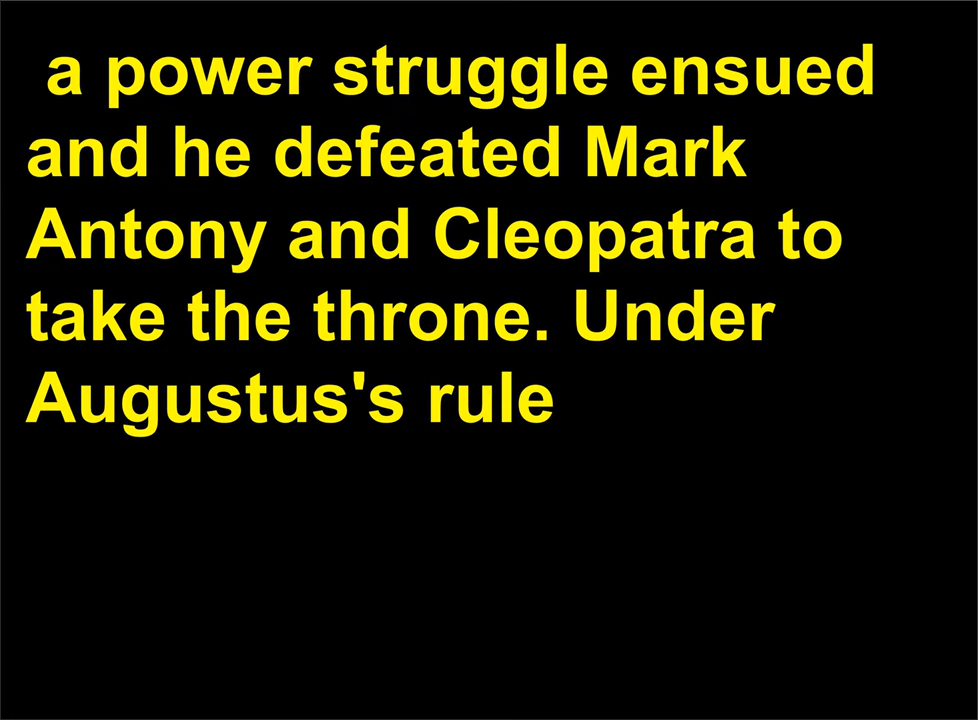 a power struggle ensued
and he defeated Mark
Antony and Cleopatra to
take the throne. Under
Augustus's rule